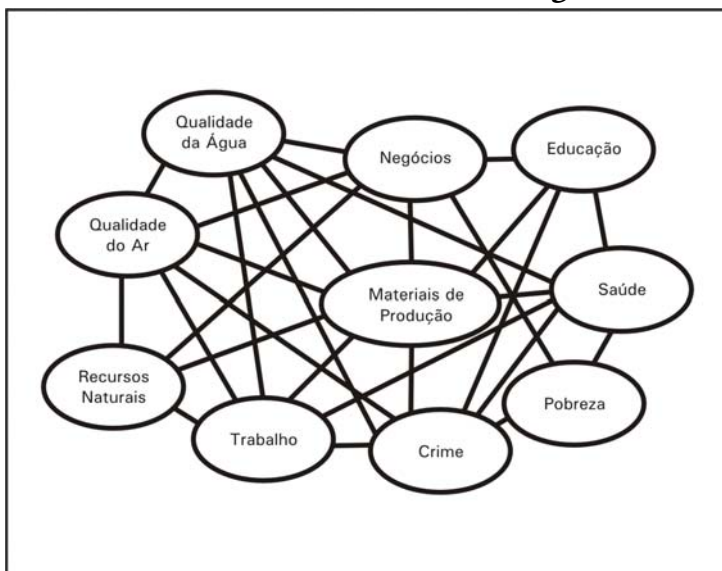 Qualidade
da Água
Negócios
Educação
Qualidade
do Ar
Materiais de
Produção
Saúde
Recursos
Naturais
Trabalho
Crime
Pobreza